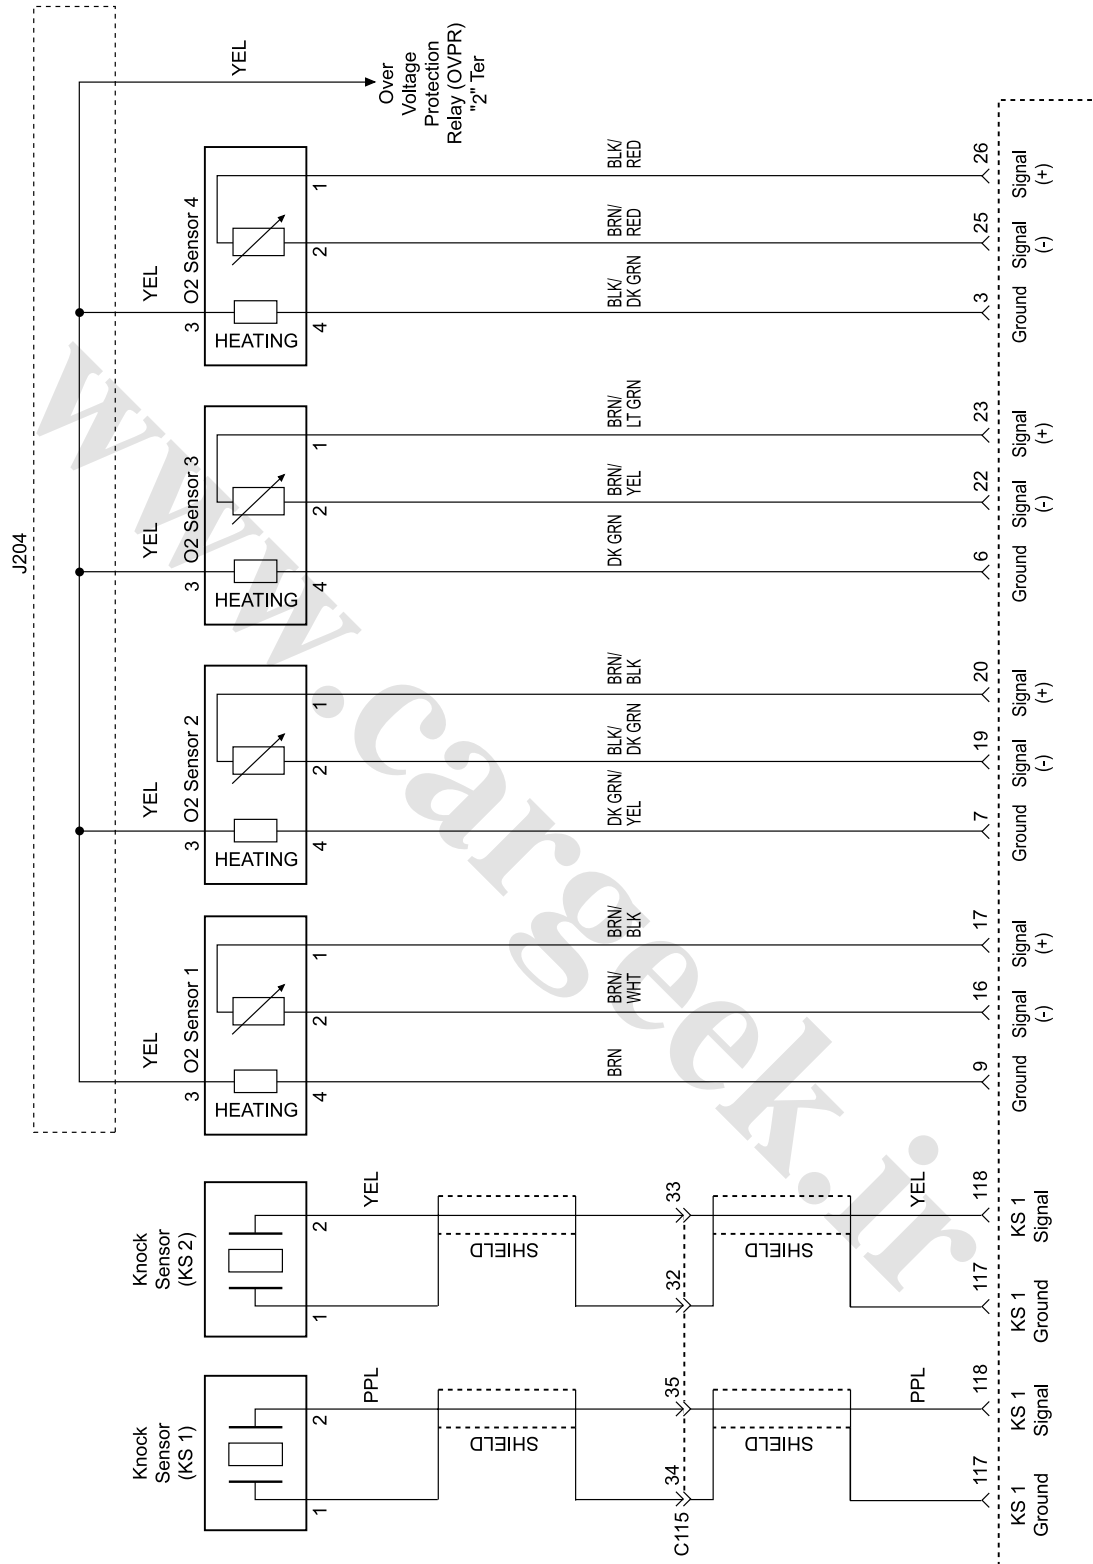 J204
YEL
Over
Voltage
Protection
Relay (OVPR)
"2" Ter
Knock
Sensor
(KS 1)
1
2
PPL
SHIELD
C115
34
35
SHIELD
PPL
117
118
KS 1
Ground
KS 1
Signal
Knock
Sensor
(KS 2)
1
2
YEL
SHIELD
32
33
SHIELD
YEL
117
118
KS 1
Ground
KS 1
Signal
YEL
3
O2 Sensor 1
HEATING
4
2
1
BRN
BRN/
WHT
BRN/
BLK
9
16
17
Ground
Signal
(-)
Signal
(+)
YEL
3
O2 Sensor 2
HEATING
4
2
1
DK GRN/
YEL
BLK/
DK GRN
BRN/
BLK
7
19
20
Ground
Signal
(-)
Signal
(+)
YEL
3
O2 Sensor 3
HEATING
4
2
1
DK GRN
BRN/
YEL
BRN/
LT GRN
6
22
23
Ground
Signal
(-)
Signal
(+)
YEL
3
O2 Sensor 4
HEATING
4
2
1
BLK/
DK GRN
BRN/
RED
BLK/
RED
3
25
26
Ground
Signal
(-)
Signal
(+)
www.cargeek.ir